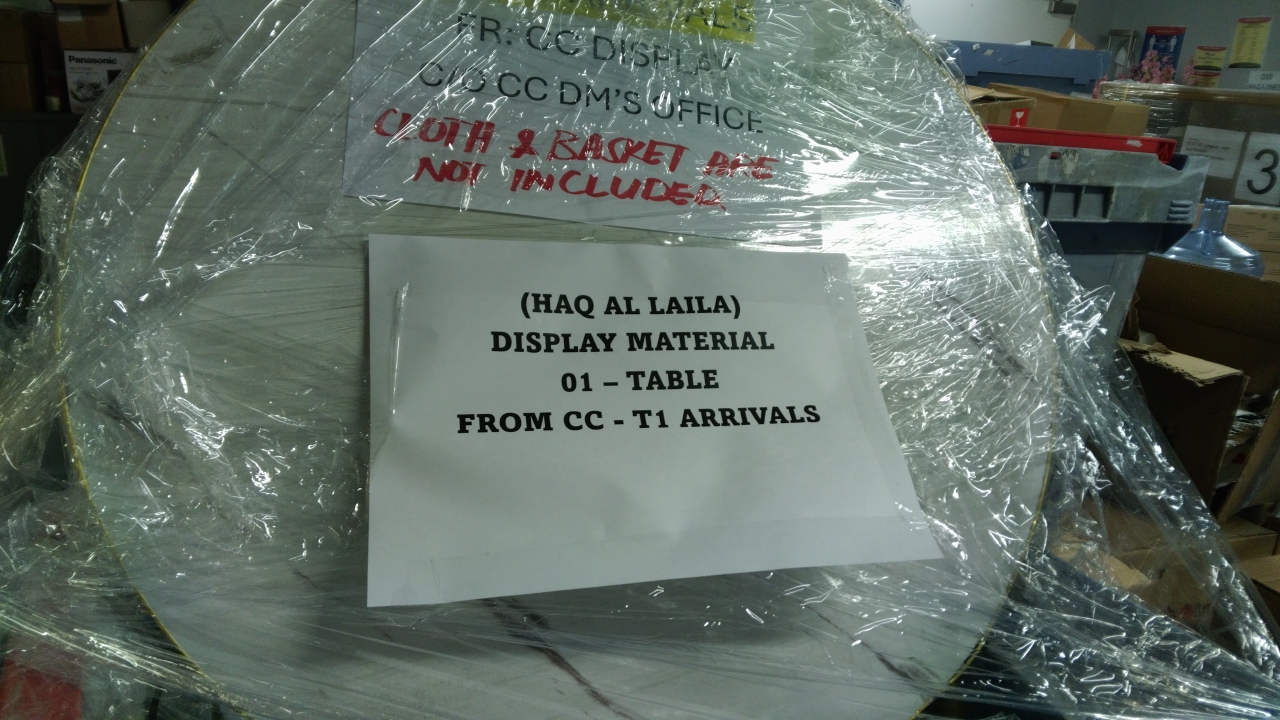 FR: CC DISPLAY
C/O CC DM'S OFFICE
CLOTH & BASKET ARE
NOT INCLUDED
(HAQ AL LAILA)
DISPLAY MATERIAL
01 – TABLE
FROM CC - T1 ARRIVALS
Panasonic
3